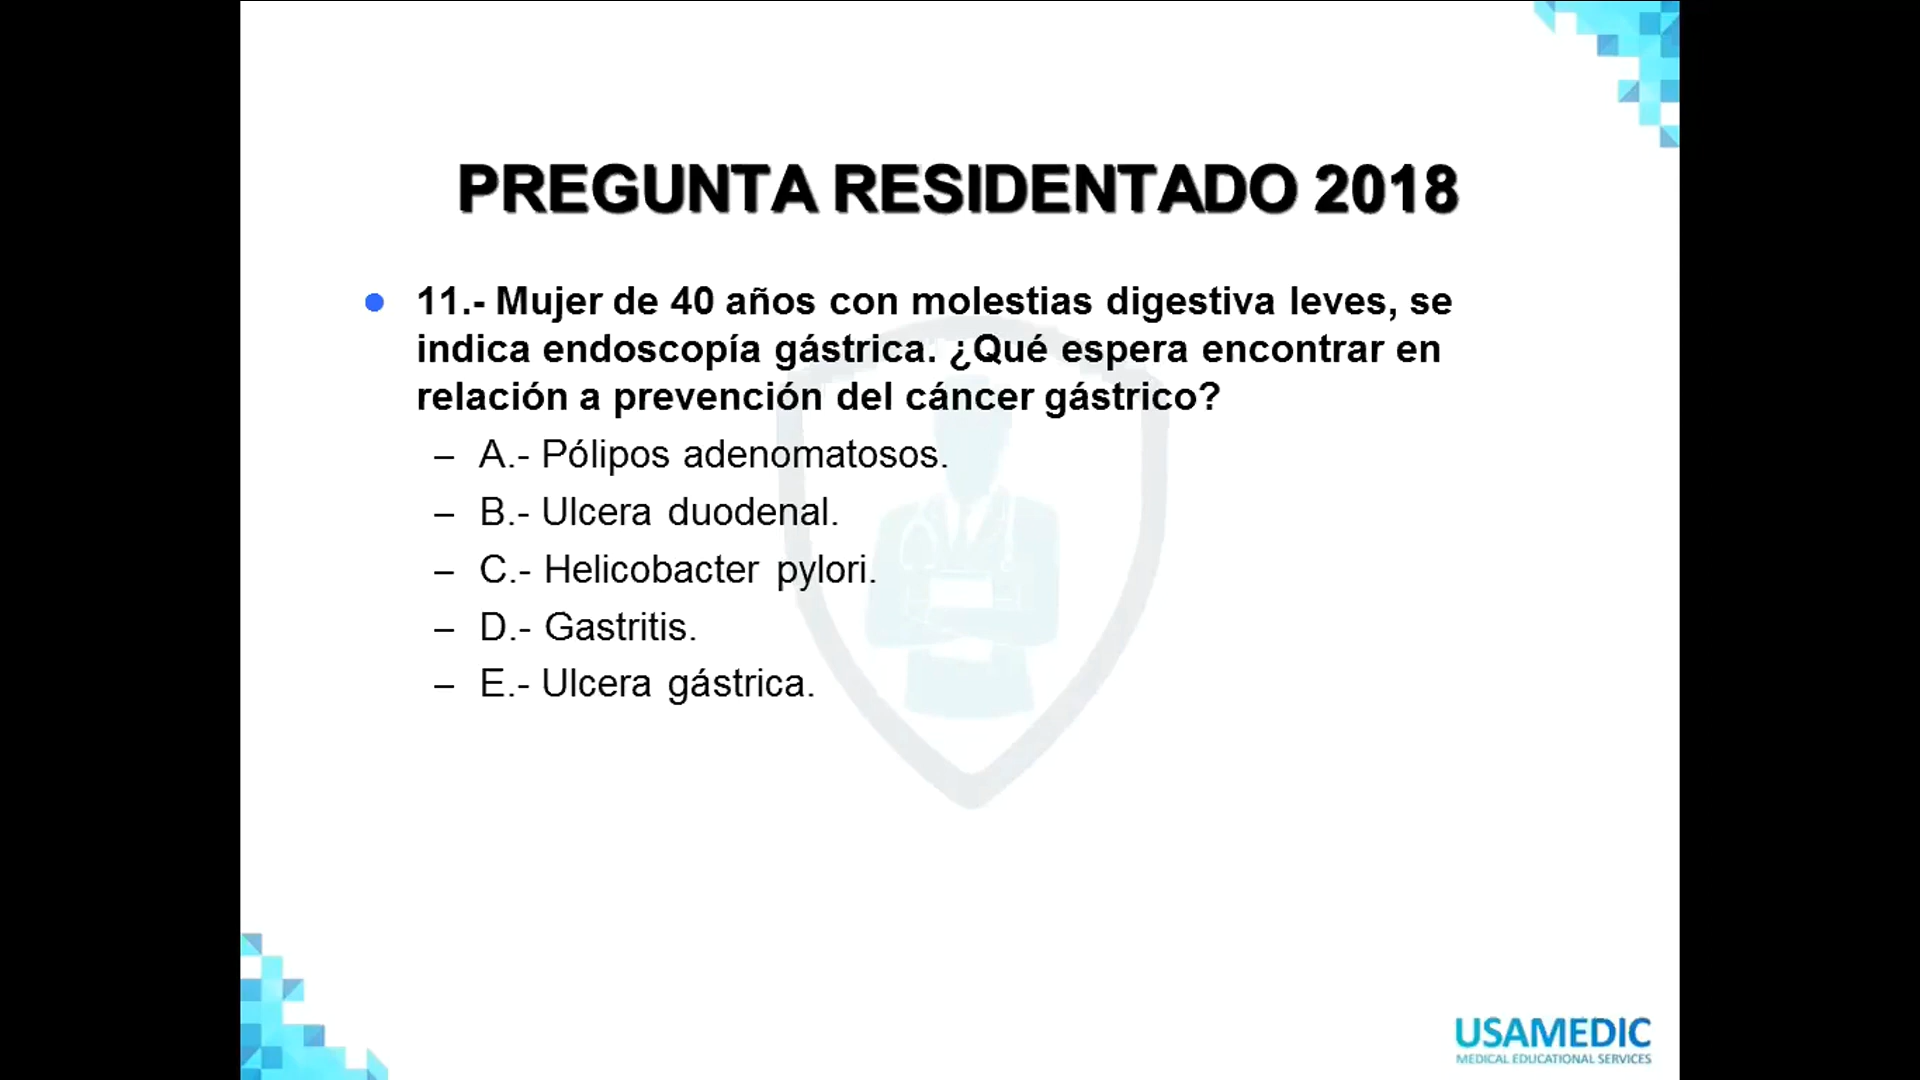 PREGUNTA RESIDENTADO 2018
● 11.- Mujer de 40 años con molestias digestiva leves, se
indica endoscopía gástrica. ¿Qué espera encontrar en
relación a prevención del cáncer gástrico?
– A.- Pólipos adenomatosos.
– B.- Ulcera duodenal.
– C.- Helicobacter pylori.
– D.- Gastritis.
– E.- Ulcera gástrica.
USAMEDIC
MEDICAL EDUCATIONAL SERVICES